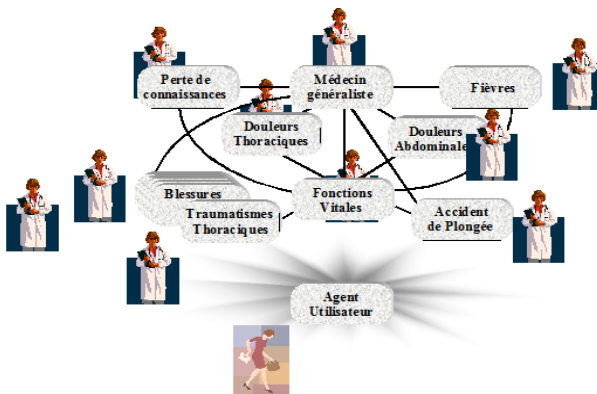 Perte de
connaissances
Médecin
généraliste
Fièvres
Douleurs
Thoraciques
Douleurs
Abdominale
Blessures
Traumatismes
Thoraciques
Fonctions
Vitales
Accident
de Plongée
Agent
Utilisateur